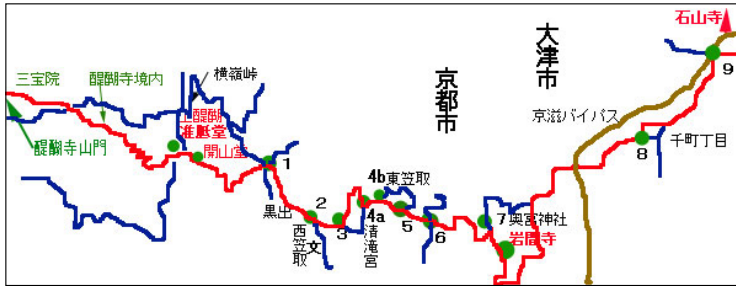 石山寺
大津市
京都市
三宝院
醍醐寺境内
横嶺峠
上醍醐
准胝堂
開山堂
醍醐寺山門
京滋バイパス
千町丁目
黒出
西笠取
文
清滝宮
東笠取
奥宮神社
岩間寺
1
2
3
4a
4b
5
6
7
8
9